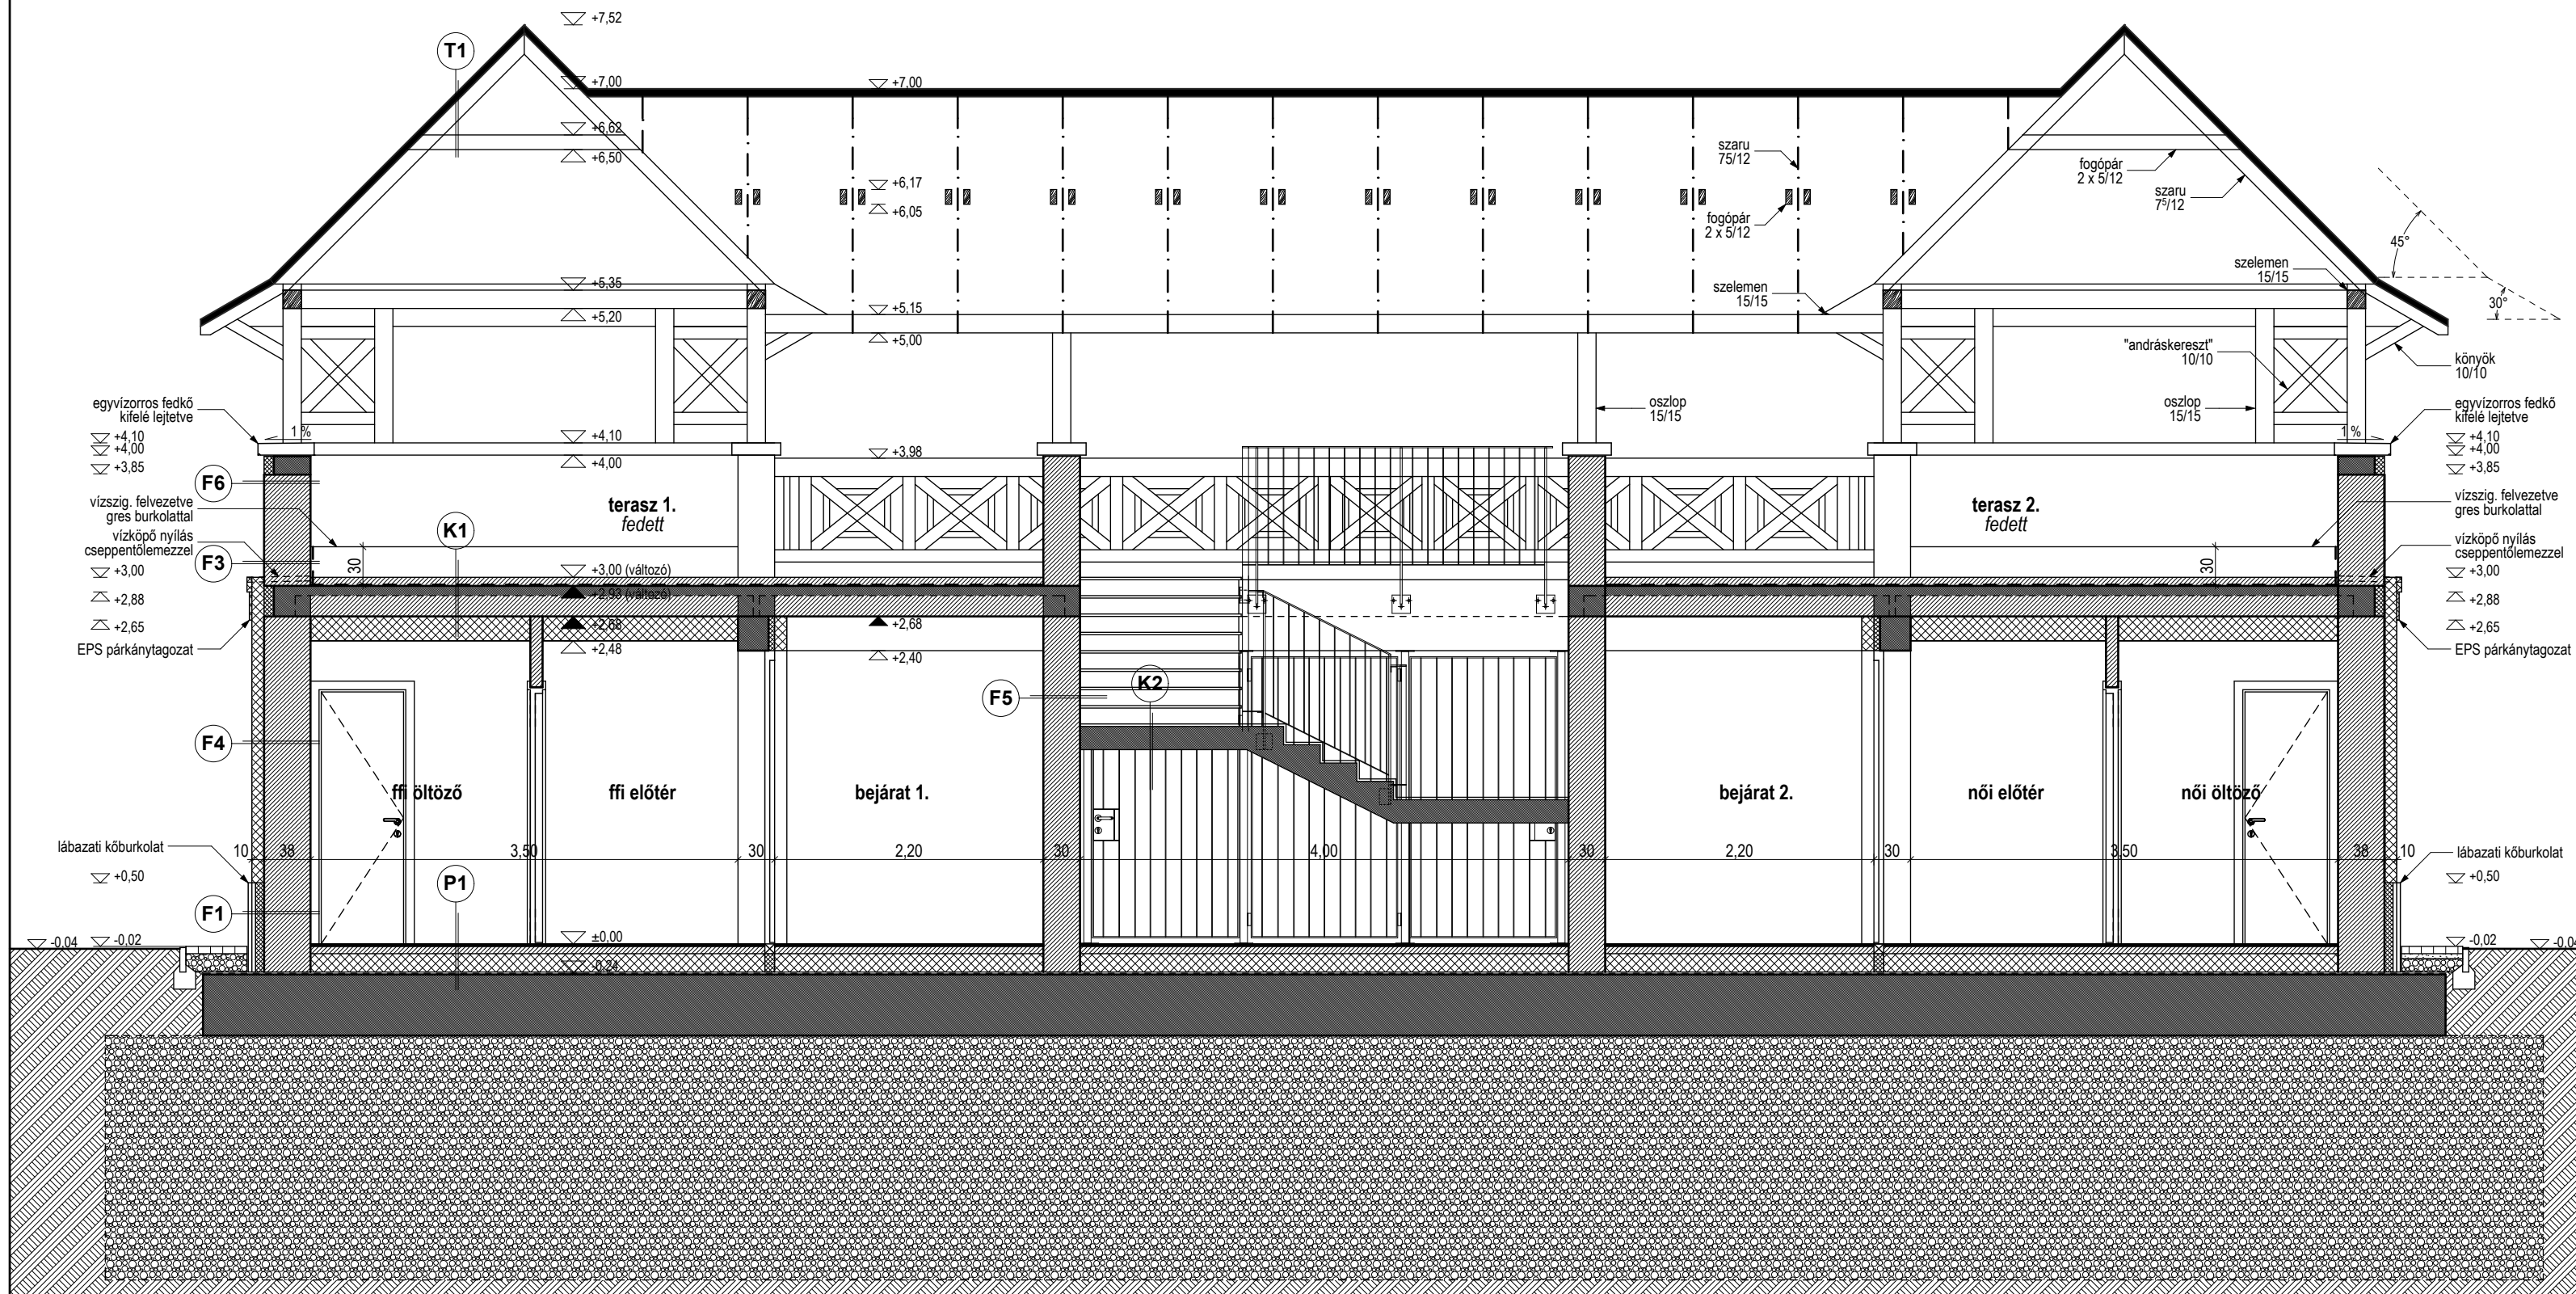 +7,52
T1
+7,00
+7,00
+6,62
+6,50
szaru
75/12
fogópár
2 x 5/12
szaru
7⁵/12
+6,17
+6,05
fogópár
2 x 5/12
45°
+5,35
szelemen
15/15
szelemen
15/15
30°
+5,20
+5,15
+5,00
"andráskereszt"
10/10
könyök
10/10
oszlop
15/15
oszlop
15/15
egyvízorros fedkő
kifelé lejtetve
egyvízorros fedkő
kifelé lejtetve
1 %
1 %
+4,10
+4,00
+3,85
+4,10
+4,00
+3,98
+4,10
+4,00
+3,85
F6
vízszig. felvezetve
gres burkolattal
terasz 1.
fedett
terasz 2.
fedett
vízszig. felvezetve
gres burkolattal
K1
vízköpő nyílás
cseppentőlemezzel
vízköpő nyílás
cseppentőlemezzel
F3
30
30
+3,00
+2,88
+2,65
+3,00 (változó)
+2,93 (változó)
+2,68
+2,48
+2,68
+2,40
+3,00
+2,88
+2,65
EPS párkánytagozat
EPS párkánytagozat
F5
K2
F4
ffi öltöző
ffi előtér
bejárat 1.
bejárat 2.
női előtér
női öltöző
lábazati kőburkolat
lábazati kőburkolat
10
38
3,50
30
2,20
30
4,00
30
2,20
30
3,50
38
10
+0,50
+0,50
P1
F1
-0,04
-0,02
±0,00
-0,24
-0,02
-0,04